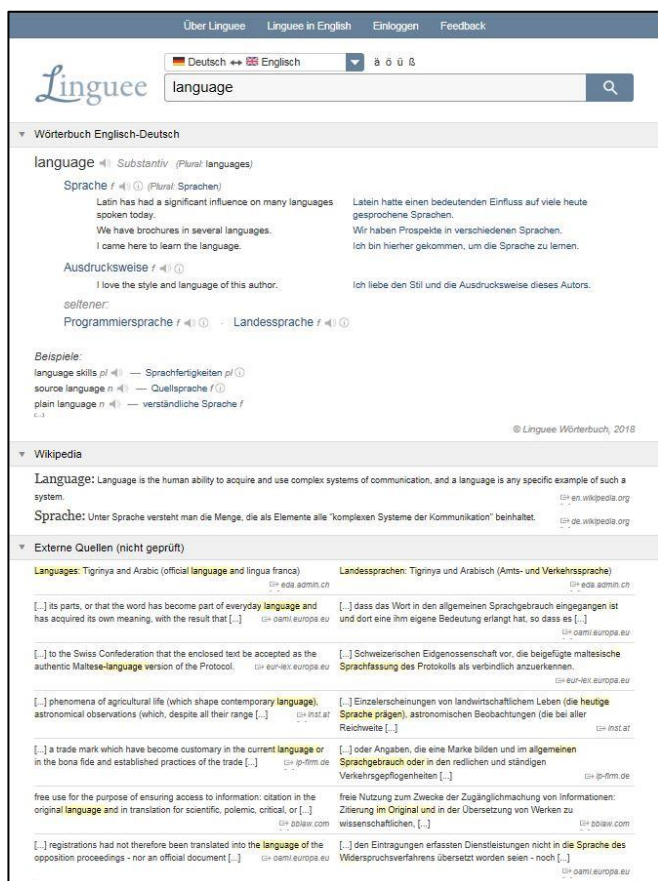 Über Linguee Linguee in English Einloggen Feedback
Linguee
Deutsch ↔ Englisch ä ö ü ß
language
Wörterbuch Englisch-Deutsch
language Substantiv (Plural: languages)
Sprache f (Plural: Sprachen)
Latin has had a significant influence on many languages Latein hatte einen bedeutenden Einfluss auf viele heute
spoken today. gesprochene Sprachen.
We have brochures in several languages. Wir haben Prospekte in verschiedenen Sprachen.
I came here to learn the language. Ich bin hierher gekommen, um die Sprache zu lernen.
Ausdrucksweise f
I love the style and language of this author. Ich liebe den Stil und die Ausdrucksweise dieses Autors.
seltener:
Programmiersprache f · Landessprache f
Beispiele:
language skills pl — Sprachfertigkeiten pl
source language n — Quellsprache f
plain language n — verständliche Sprache f
[...]
© Linguee Wörterbuch, 2018
Wikipedia
Language: Language is the human ability to acquire and use complex systems of communication, and a language is any specific example of such a
system. en.wikipedia.org
Sprache: Unter Sprache versteht man die Menge, die als Elemente alle "komplexen Systeme der Kommunikation" beinhaltet. de.wikipedia.org
Externe Quellen (nicht geprüft)
Languages: Tigrinya and Arabic (official language and lingua franca) Landessprachen: Tigrinya und Arabisch (Amts- und Verkehrssprache)
eda.admin.ch eda.admin.ch
[...] its parts, or that the word has become part of everyday language and [...] dass das Wort in den allgemeinen Sprachgebrauch eingegangen ist
has acquired its own meaning, with the result that [...] oami.europa.eu und dort eine ihm eigene Bedeutung erlangt hat, so dass es [...]
oami.europa.eu
[...] to the Swiss Confederation that the enclosed text be accepted as the [...] Schweizerischen Eidgenossenschaft vor, die beigefügte maltesische
authentic Maltese-language version of the Protocol. eur-lex.europa.eu Sprachfassung des Protokolls als verbindlich anzuerkennen.
eur-lex.europa.eu
[...] phenomena of agricultural life (which shape contemporary language), [...] Einzelerscheinungen von landwirtschaftlichem Leben (die heutige
astronomical observations (which, despite all their range [...] inst.at Sprache prägen), astronomischen Beobachtungen (die bei aller
Reichweite [...] inst.at
[...] a trade mark which have become customary in the current language or [...] oder Angaben, die eine Marke bilden und im allgemeinen
in the bona fide and established practices of the trade [...] ip-firm.de Sprachgebrauch oder in den redlichen und ständigen
Verkehrsgepflogenheiten [...] ip-firm.de
free use for the purpose of ensuring access to information: citation in the freie Nutzung zum Zwecke der Zugänglichmachung von Informationen:
original language and in translation for scientific, polemic, critical, or [...] Zitierung im Original und in der Übersetzung von Werken zu
bblaw.com wissenschaftlichen, [...] bblaw.com
[...] registrations had not therefore been translated into the language of the [...] den Eintragungen erfassten Dienstleistungen nicht in die Sprache des
opposition proceedings - nor an official document [...] oami.europa.eu Widerspruchsverfahrens übersetzt worden seien - noch [...]
oami.europa.eu